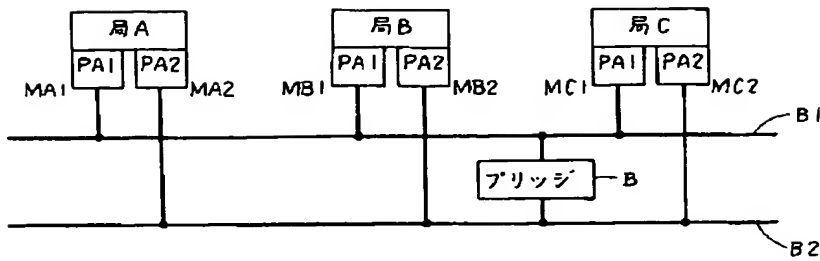 局A
局B
局C
PA1 PA2
PA1 PA2
PA1 PA2
MA1
MA2
MB1
MB2
MC1
MC2
B1
ブリッジ
B
B2